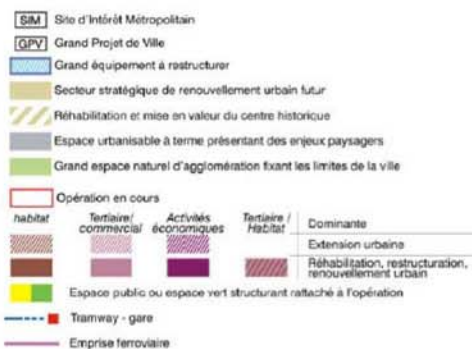 SIM Site d'Intérêt Métropolitain
GPV Grand Projet de Ville
Grand équipement à restructurer
Secteur stratégique de renouvellement urbain futur
Réhabilitation et mise en valeur du centre historique
Espace urbanisable à terme présentant des enjeux paysagers
Grand espace naturel d'agglomération fixant les limites de la ville
Opération en cours
habitat Tertiaire/ commercial Activités économiques Tertiaire / Habitat Dominante
Extension urbaine
Réhabilitation, restructuration,
renouvellement urbain
Espace public ou espace vert structurant rattaché à l'opération
Tramway - gare
Emprise ferroviaire